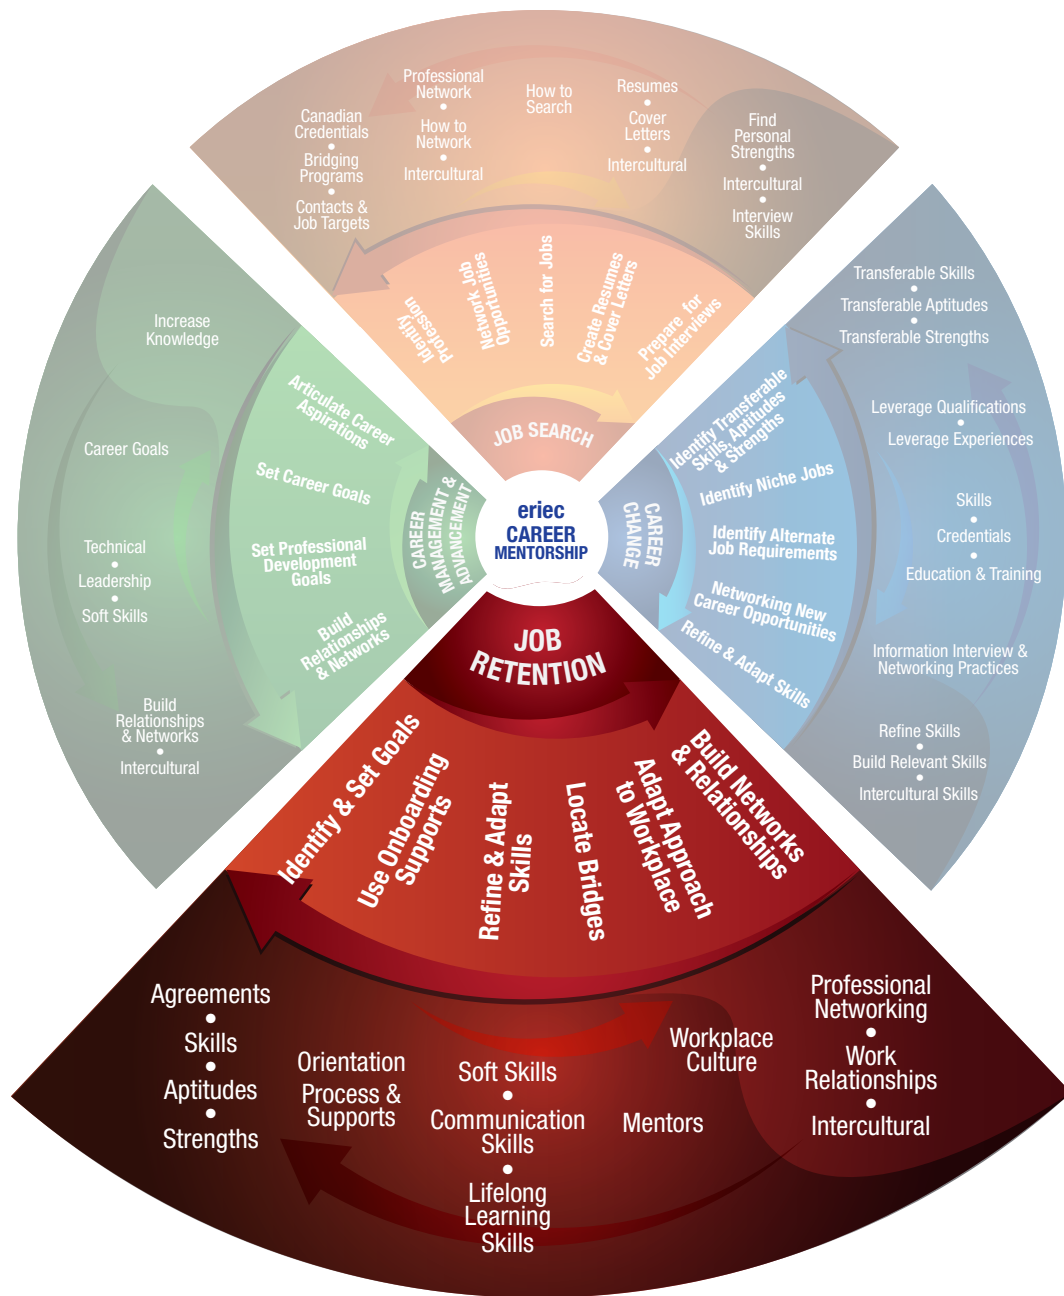 Professional
Network
How to
Network
Intercultural
How to
Search
Resumes
Cover
Letters
Intercultural
Canadian
Credentials
Bridging
Programs
Contacts &
Job Targets
Find
Personal
Strengths
Intercultural
Interview
Skills
Identify
Profession
Network Job
Opportunities
Search for Jobs
Create Resumes
& Cover Letters
Prepare for
Job Interviews
JOB SEARCH
Increase
Knowledge
Career Goals
Technical
Leadership
Soft Skills
Build
Relationships
& Networks
Intercultural
Articulate Career
Aspirations
Set Career Goals
Set Professional
Development
Goals
Build
Relationships
& Networks
CAREER
MANAGEMENT &
ADVANCEMENT
eriec
CAREER
MENTORSHIP
CAREER
CHANGE
Identify Transferable
Skills, Aptitudes
& Strengths
Identify Niche Jobs
Identify Alternate
Job Requirements
Networking New
Career Opportunities
Refine & Adapt Skills
Transferable Skills
Transferable Aptitudes
Transferable Strengths
Leverage Qualifications
Leverage Experiences
Skills
Credentials
Education & Training
Information Interview &
Networking Practices
Refine Skills
Build Relevant Skills
Intercultural Skills
JOB
RETENTION
Identify & Set Goals
Use Onboarding
Supports
Refine & Adapt
Skills
Locate Bridges
Adapt Approach
to Workplace
Build Networks
& Relationships
Agreements
Skills
Aptitudes
Strengths
Orientation
Process &
Supports
Soft Skills
Communication
Skills
Lifelong
Learning
Skills
Workplace
Culture
Mentors
Professional
Networking
Work
Relationships
Intercultural